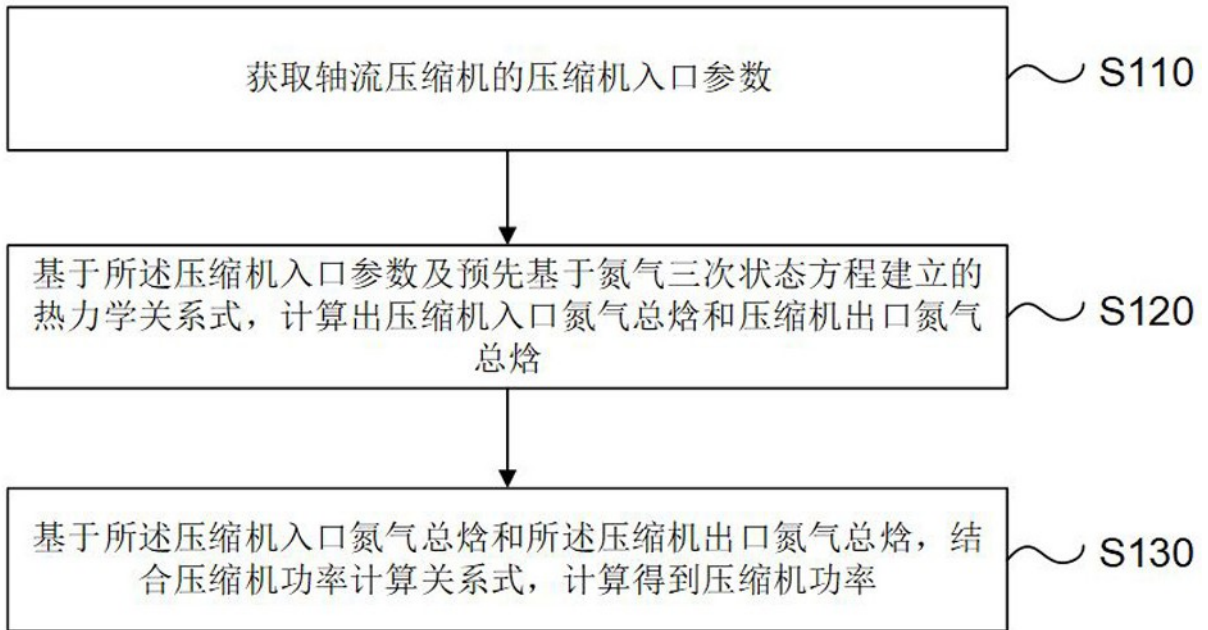 获取轴流压缩机的压缩机入口参数
S110
基于所述压缩机入口参数及预先基于氮气三次状态方程建立的
热力学关系式，计算出压缩机入口氮气总焓和压缩机出口氮气
总焓
S120
基于所述压缩机入口氮气总焓和所述压缩机出口氮气总焓，结
合压缩机功率计算关系式，计算得到压缩机功率
S130